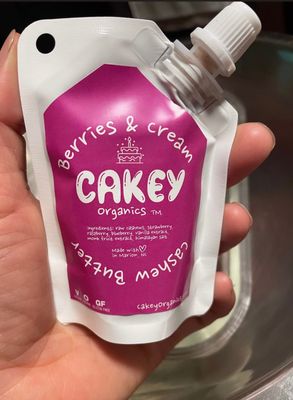 Berries & cream
CAKEY
organics TM
Ingredients: raw cashews, strawberry,
raspberry, blueberry, vanilla extract,
monk fruit extract, himalayan salt
Made with♡
in Marion, NC
Cashew Butter
V O GF
cakeyorganics